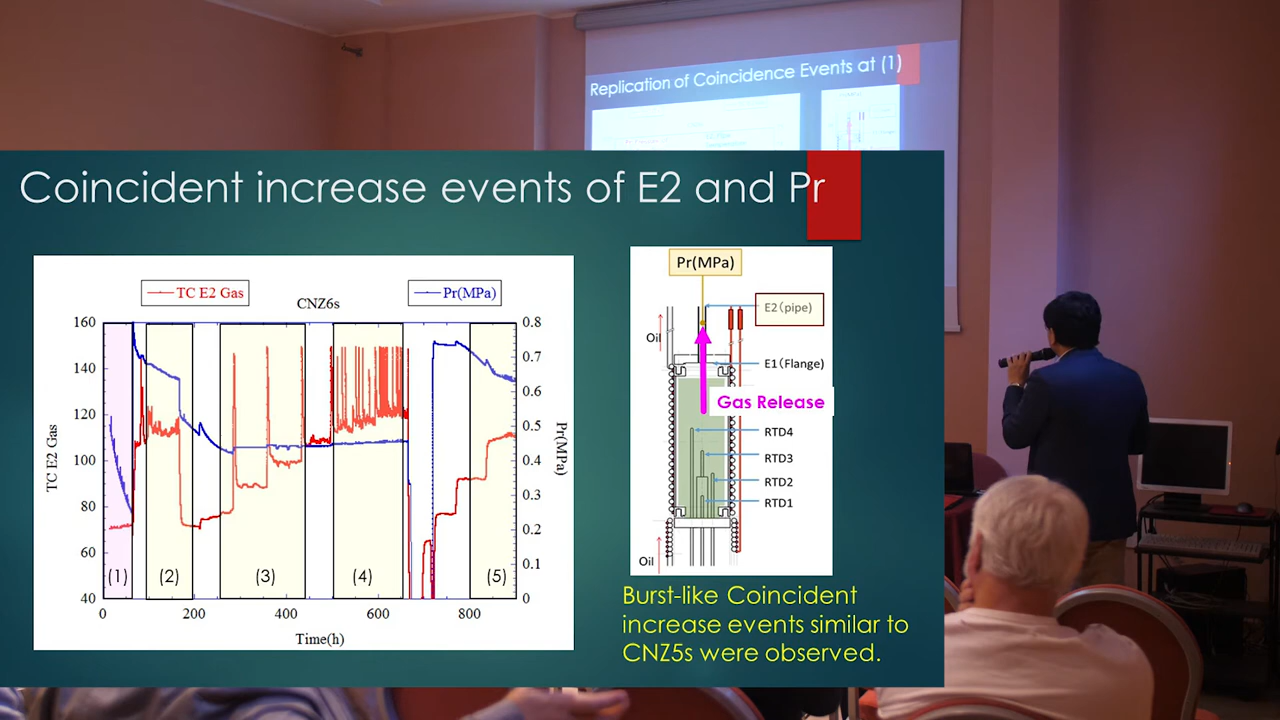 Replication of Coincidence Events at (1)
Coincident increase events of E2 and Pr
TC E2 Gas
CNZ6s
Pr(MPa)
160
140
120
100
80
60
40
0.8
0.7
0.6
0.5
0.4
0.3
0.2
0.1
0
TC E2 Gas
Pr(MPa)
(1)
(2)
(3)
(4)
(5)
0
200
400
600
800
Time(h)
Pr(MPa)
E2(pipe)
Oil
E1(Flange)
Gas Release
RTD4
RTD3
RTD2
RTD1
Oil
Burst-like Coincident
increase events similar to
CNZ5s were observed.